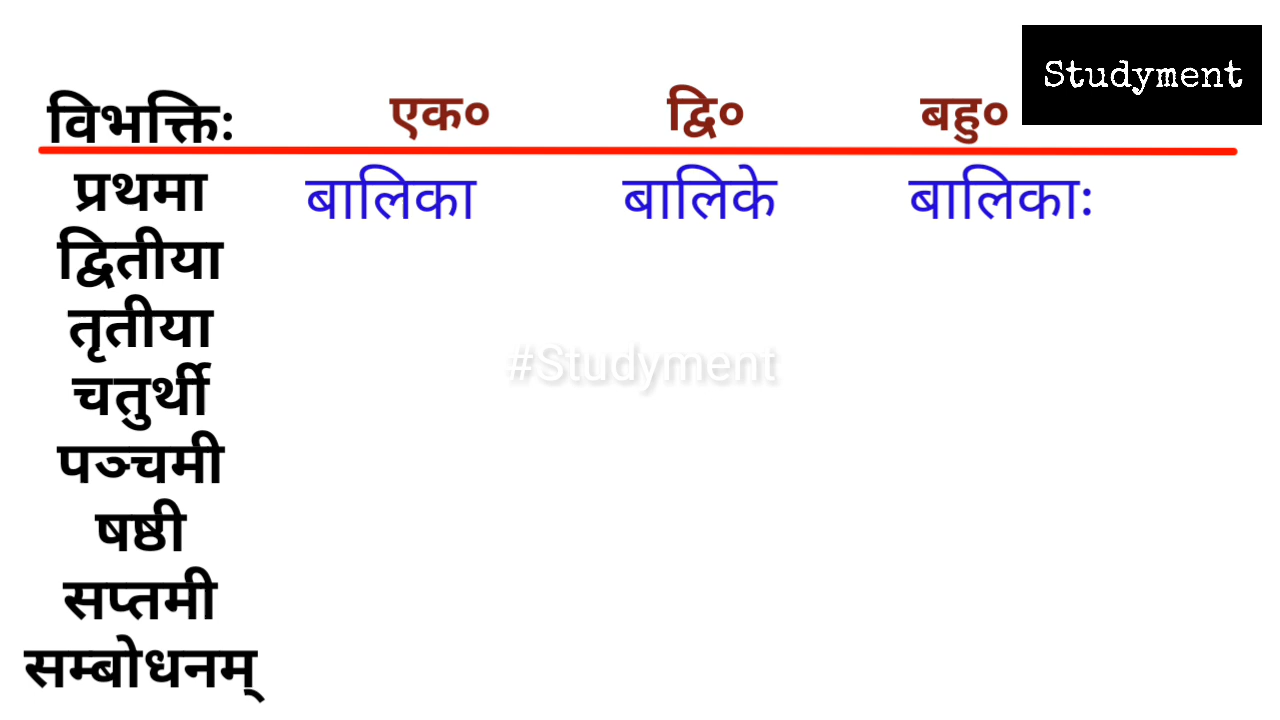 Studyment
विभक्तिः एक० द्वि० बहु०
प्रथमा बालिका बालिके बालिकाः
द्वितीया
तृतीया
चतुर्थी
#Studyment
पञ्चमी
षष्ठी
सप्तमी
सम्बोधनम्